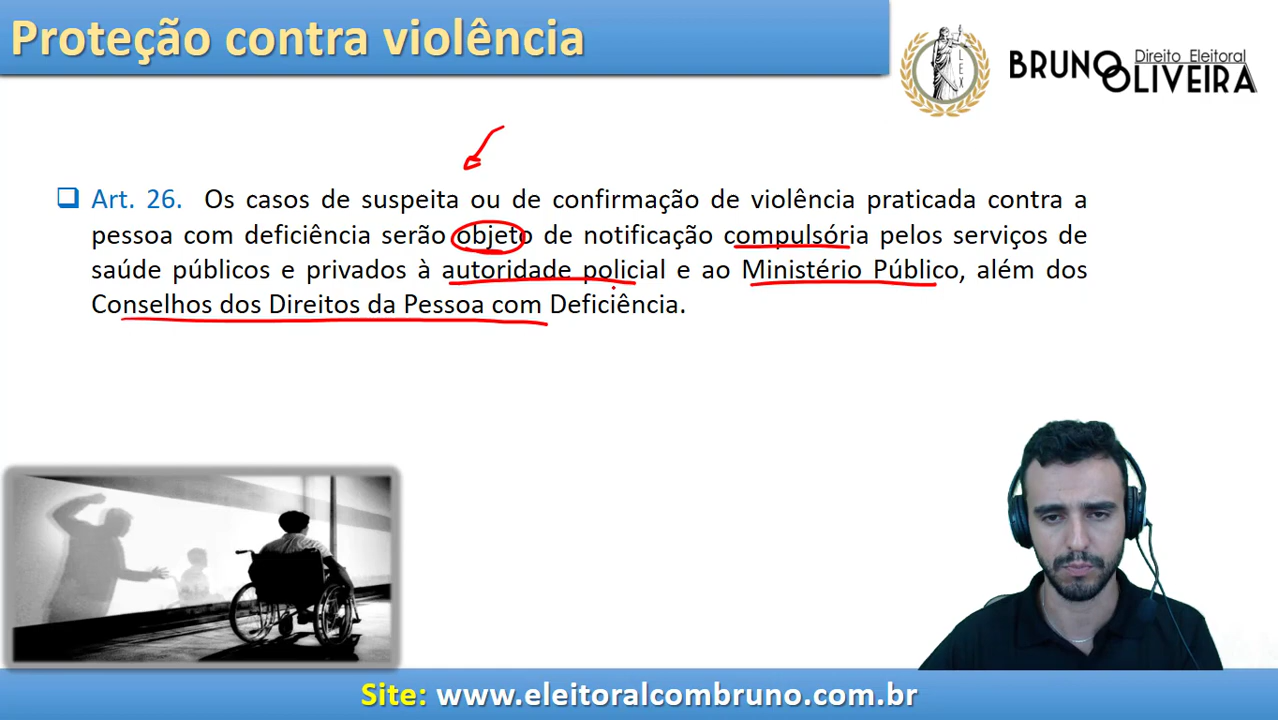 Proteção contra violência
BRUNO OLIVEIRA
Direito Eleitoral
LEX
Art. 26. Os casos de suspeita ou de confirmação de violência praticada contra a
pessoa com deficiência serão objeto de notificação compulsória pelos serviços de
saúde públicos e privados à autoridade policial e ao Ministério Público, além dos
Conselhos dos Direitos da Pessoa com Deficiência.
Site: www.eleitoralcombruno.com.br